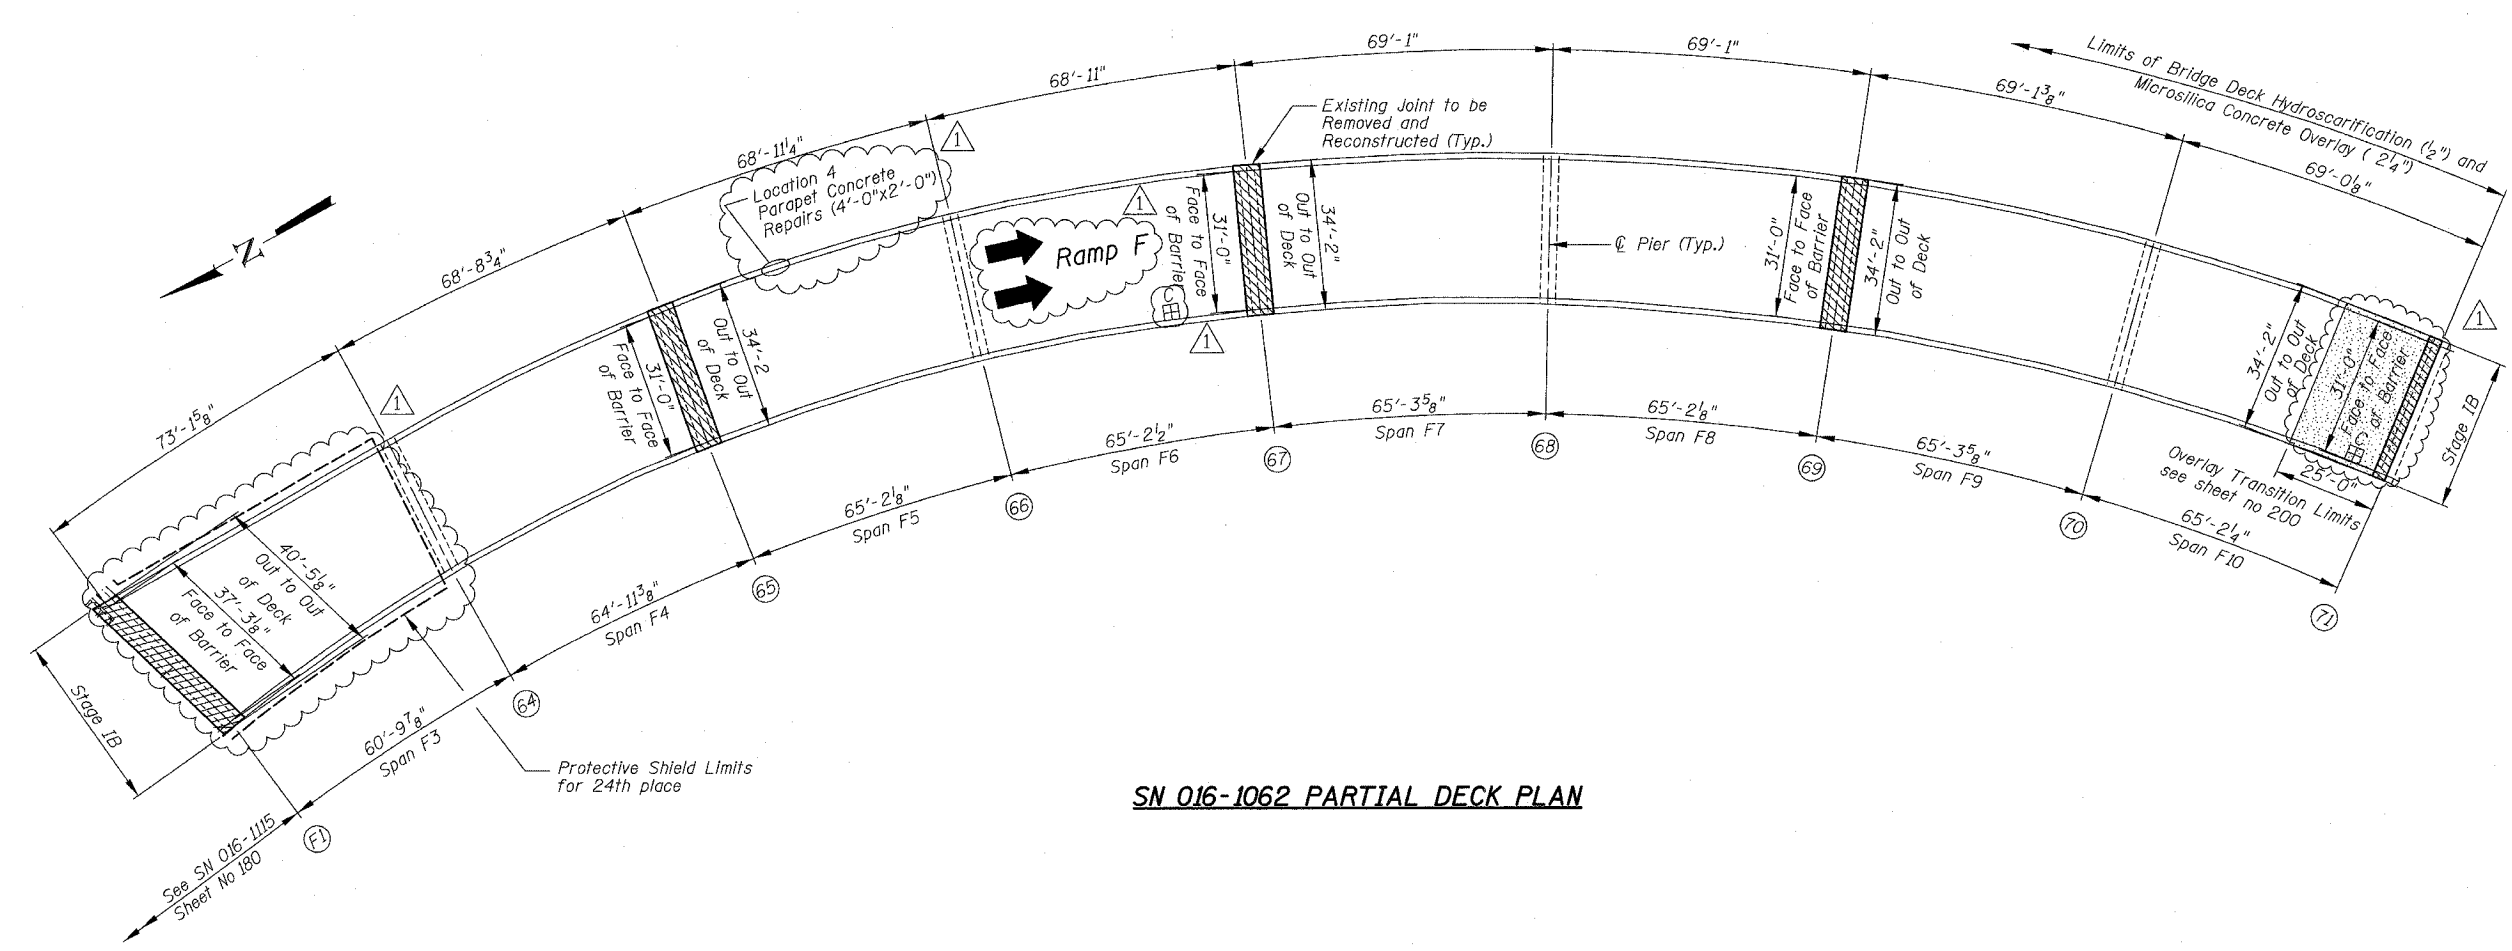 69'-1"
69'-1"
68'-11"
69'-1 3/8"
Limits of Bridge Deck Hydroscarification (1/2") and
Microsilica Concrete Overlay ( 2 1/4")
69'-0 1/8"
68'-11 1/4"
1
Existing Joint to be
Removed and
Reconstructed (Typ.)
Location 4
Parapet Concrete
Repairs (4'-0"x2'-0")
N
68'-8 3/4"
73'-1 5/8"
1
Ramp F
1
31'-0"
Face to Face
of Barrier
C
1
34'-2"
Out to Out
of Deck
℄ Pier (Typ.)
31'-0"
Face to Face
of Barrier
34'-2"
Out to Out
of Deck
34'-2"
Out to Out
of Deck
31'-0"
Face to Face
of Barrier
C
1
Stage IB
31'-0"
Face to Face
of Barrier
34'-2
Out to Out
of Deck
40'-5 1/8"
Out to Out
of Deck
37'-3 1/8"
Face to Face
of Barrier
Stage IB
Overlay Transition Limits
see sheet no 200
25'-0"
60'-9 7/8"
Span F3
64'-11 3/8"
Span F4
65'-2 1/8"
Span F5
65'-2 1/2"
Span F6
65'-3 5/8"
Span F7
65'-2 1/8"
Span F8
65'-3 5/8"
Span F9
65'-2 1/4"
Span F10
F1
64
65
66
67
68
69
70
71
Protective Shield Limits
for 24th place
See SN 016-1115
Sheet No 180
SN 016-1062 PARTIAL DECK PLAN